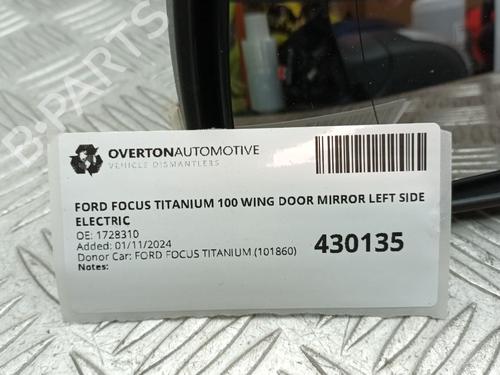 B-PARTS
OVERTONAUTOMOTIVE
VEHICLE DISMANTLERS
FORD FOCUS TITANIUM 100 WING DOOR MIRROR LEFT SIDE
ELECTRIC
OE: 1728310
Added: 01/11/2024
Donor Car: FORD FOCUS TITANIUM (101860)
Notes:
430135